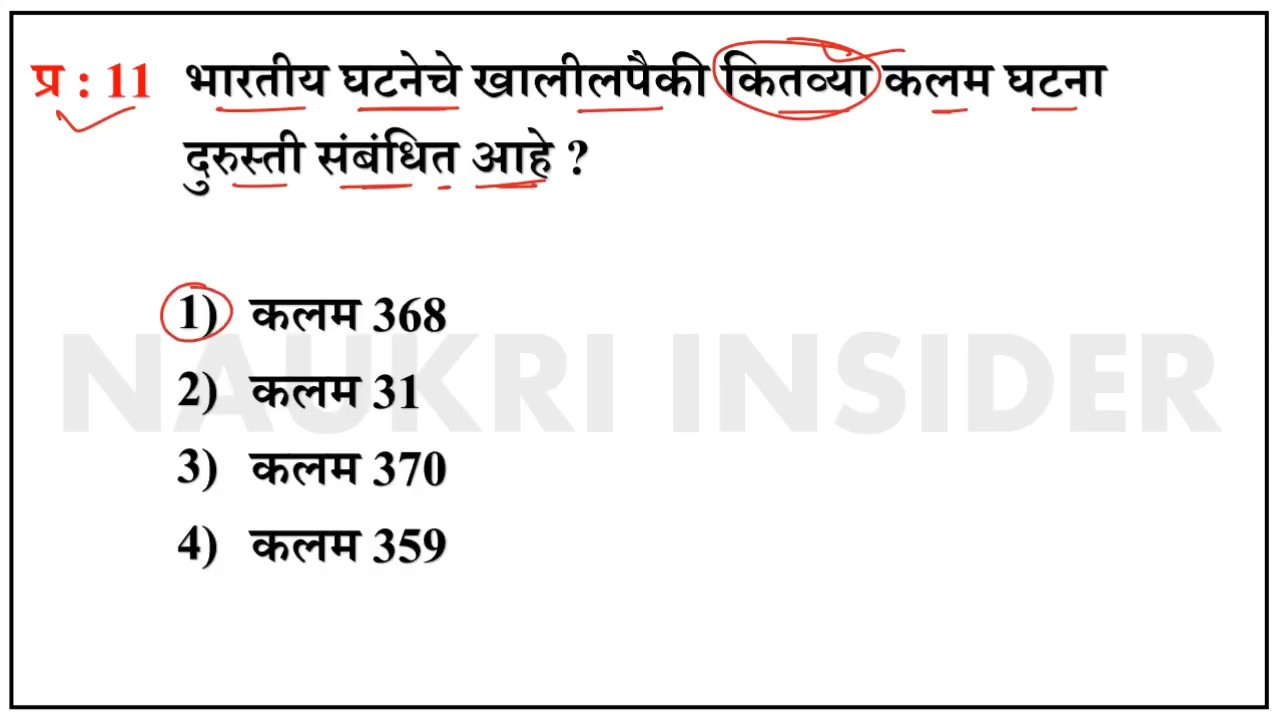 प्र : 11 भारतीय घटनेचे खालीलपैकी कितव्या कलम घटना
दुरुस्ती संबंधित आहे ?
1) कलम 368
2) कलम 31
3) कलम 370
4) कलम 359
NAUKRI INSIDER